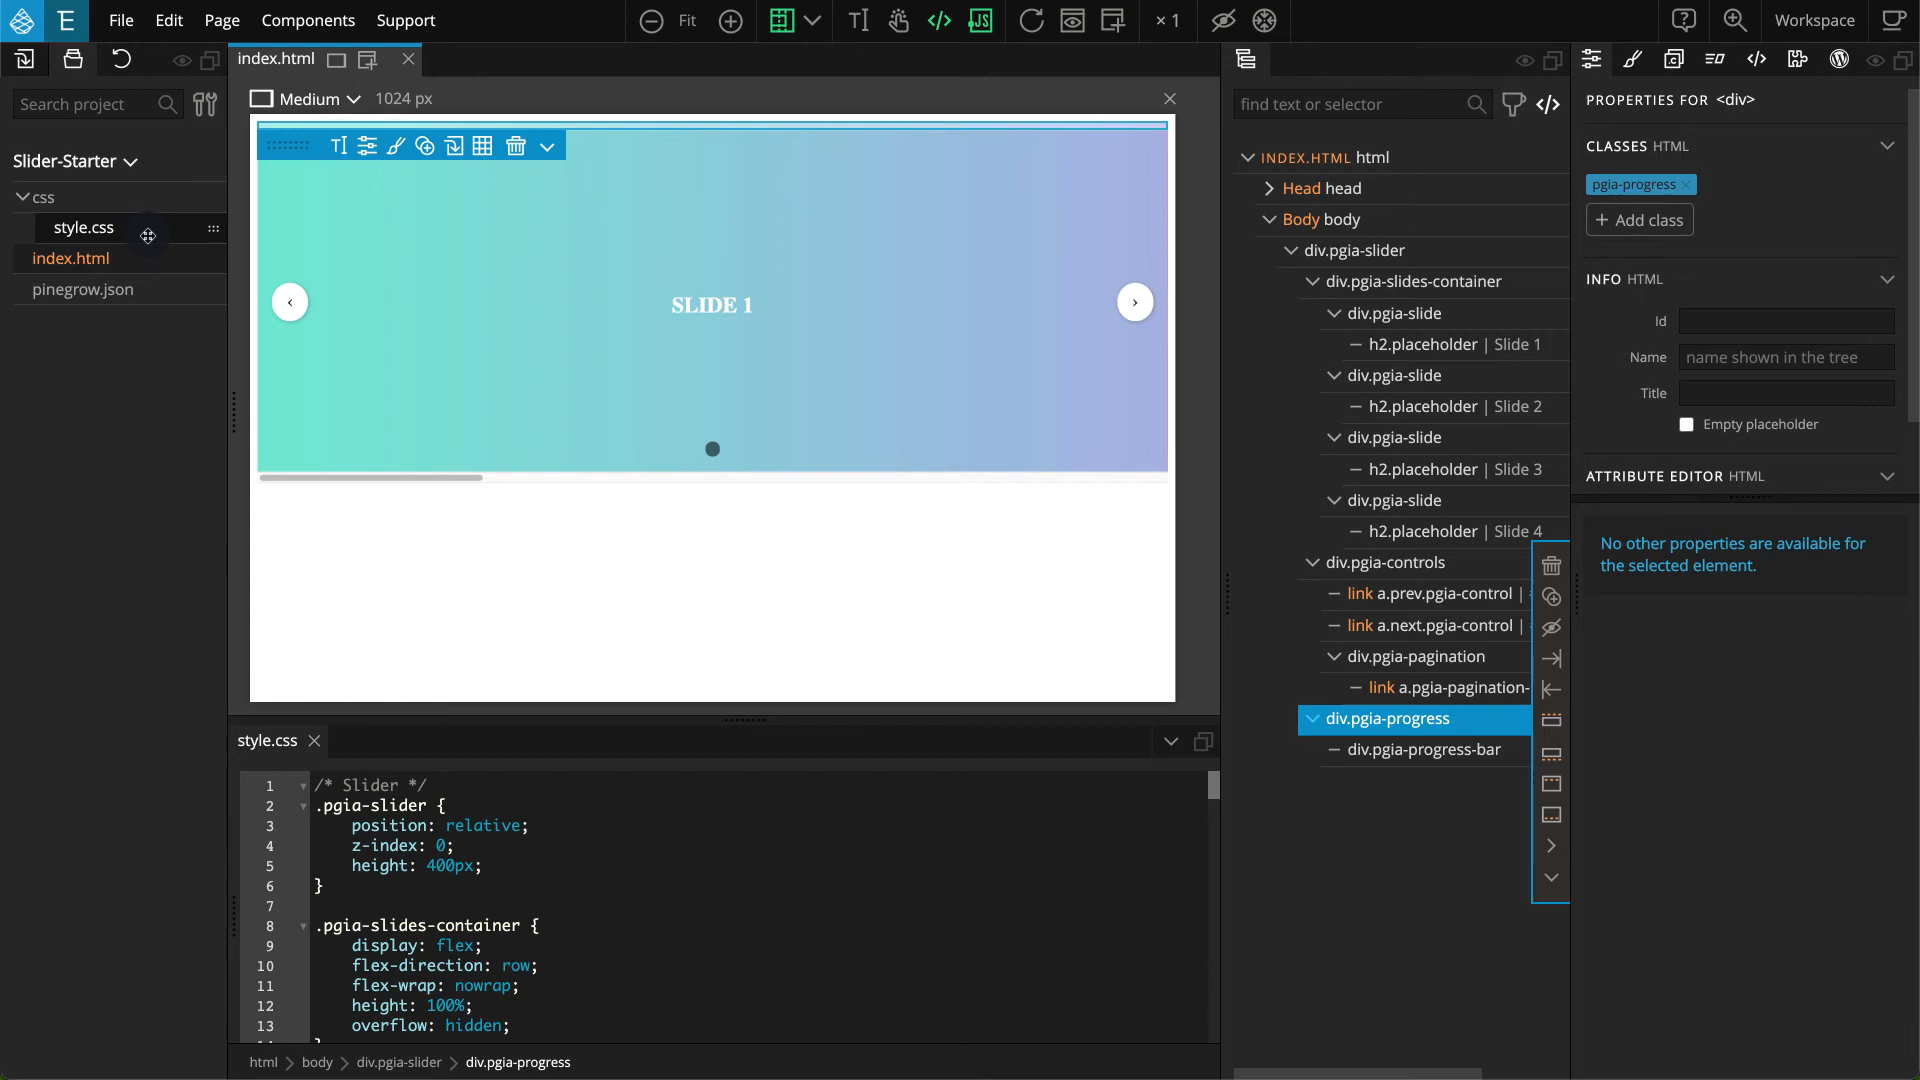 File Edit Page Components Support
Fit
JS
× 1
Workspace
index.html
Search project
Medium 1024 px
Slider-Starter
css
style.css
index.html
pinegrow.json
SLIDE 1
style.css
1 /* Slider */
2 .pgia-slider {
3 position: relative;
4 z-index: 0;
5 height: 400px;
6 }
7
8 .pgia-slides-container {
9 display: flex;
10 flex-direction: row;
11 flex-wrap: nowrap;
12 height: 100%;
13 overflow: hidden;
html body div.pgia-slider div.pgia-progress
find text or selector
INDEX.HTML html
Head head
Body body
div.pgia-slider
div.pgia-slides-container
div.pgia-slide
h2.placeholder | Slide 1
div.pgia-slide
h2.placeholder | Slide 2
div.pgia-slide
h2.placeholder | Slide 3
div.pgia-slide
h2.placeholder | Slide 4
div.pgia-controls
link a.prev.pgia-control |
link a.next.pgia-control |
div.pgia-pagination
link a.pgia-pagination-
div.pgia-progress
div.pgia-progress-bar
PROPERTIES FOR <div>
CLASSES HTML
pgia-progress ×
+ Add class
INFO HTML
Id
Name name shown in the tree
Title
Empty placeholder
ATTRIBUTE EDITOR HTML
No other properties are available for
the selected element.